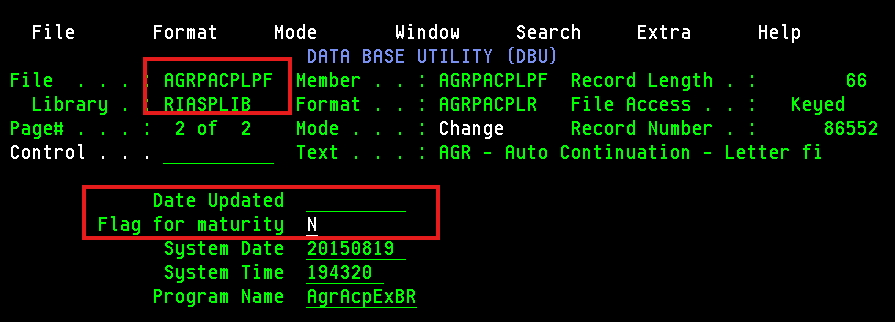 File Format Mode Window Search Extra Help
DATA BASE UTILITY (DBU)
File . . . : AGRPACPLPF Member . . : AGRPACPLPF Record Length . : 66
Library . : RIASPLIB Format . . : AGRPACPLR File Access . . : Keyed
Page# . . . : 2 of 2 Mode . . . : Change Record Number . : 86552
Control . . . Text . . . : AGR - Auto Continuation - Letter fi
Date Updated
Flag for maturity N
System Date 20150819
System Time 194320
Program Name AgrAcpExBR